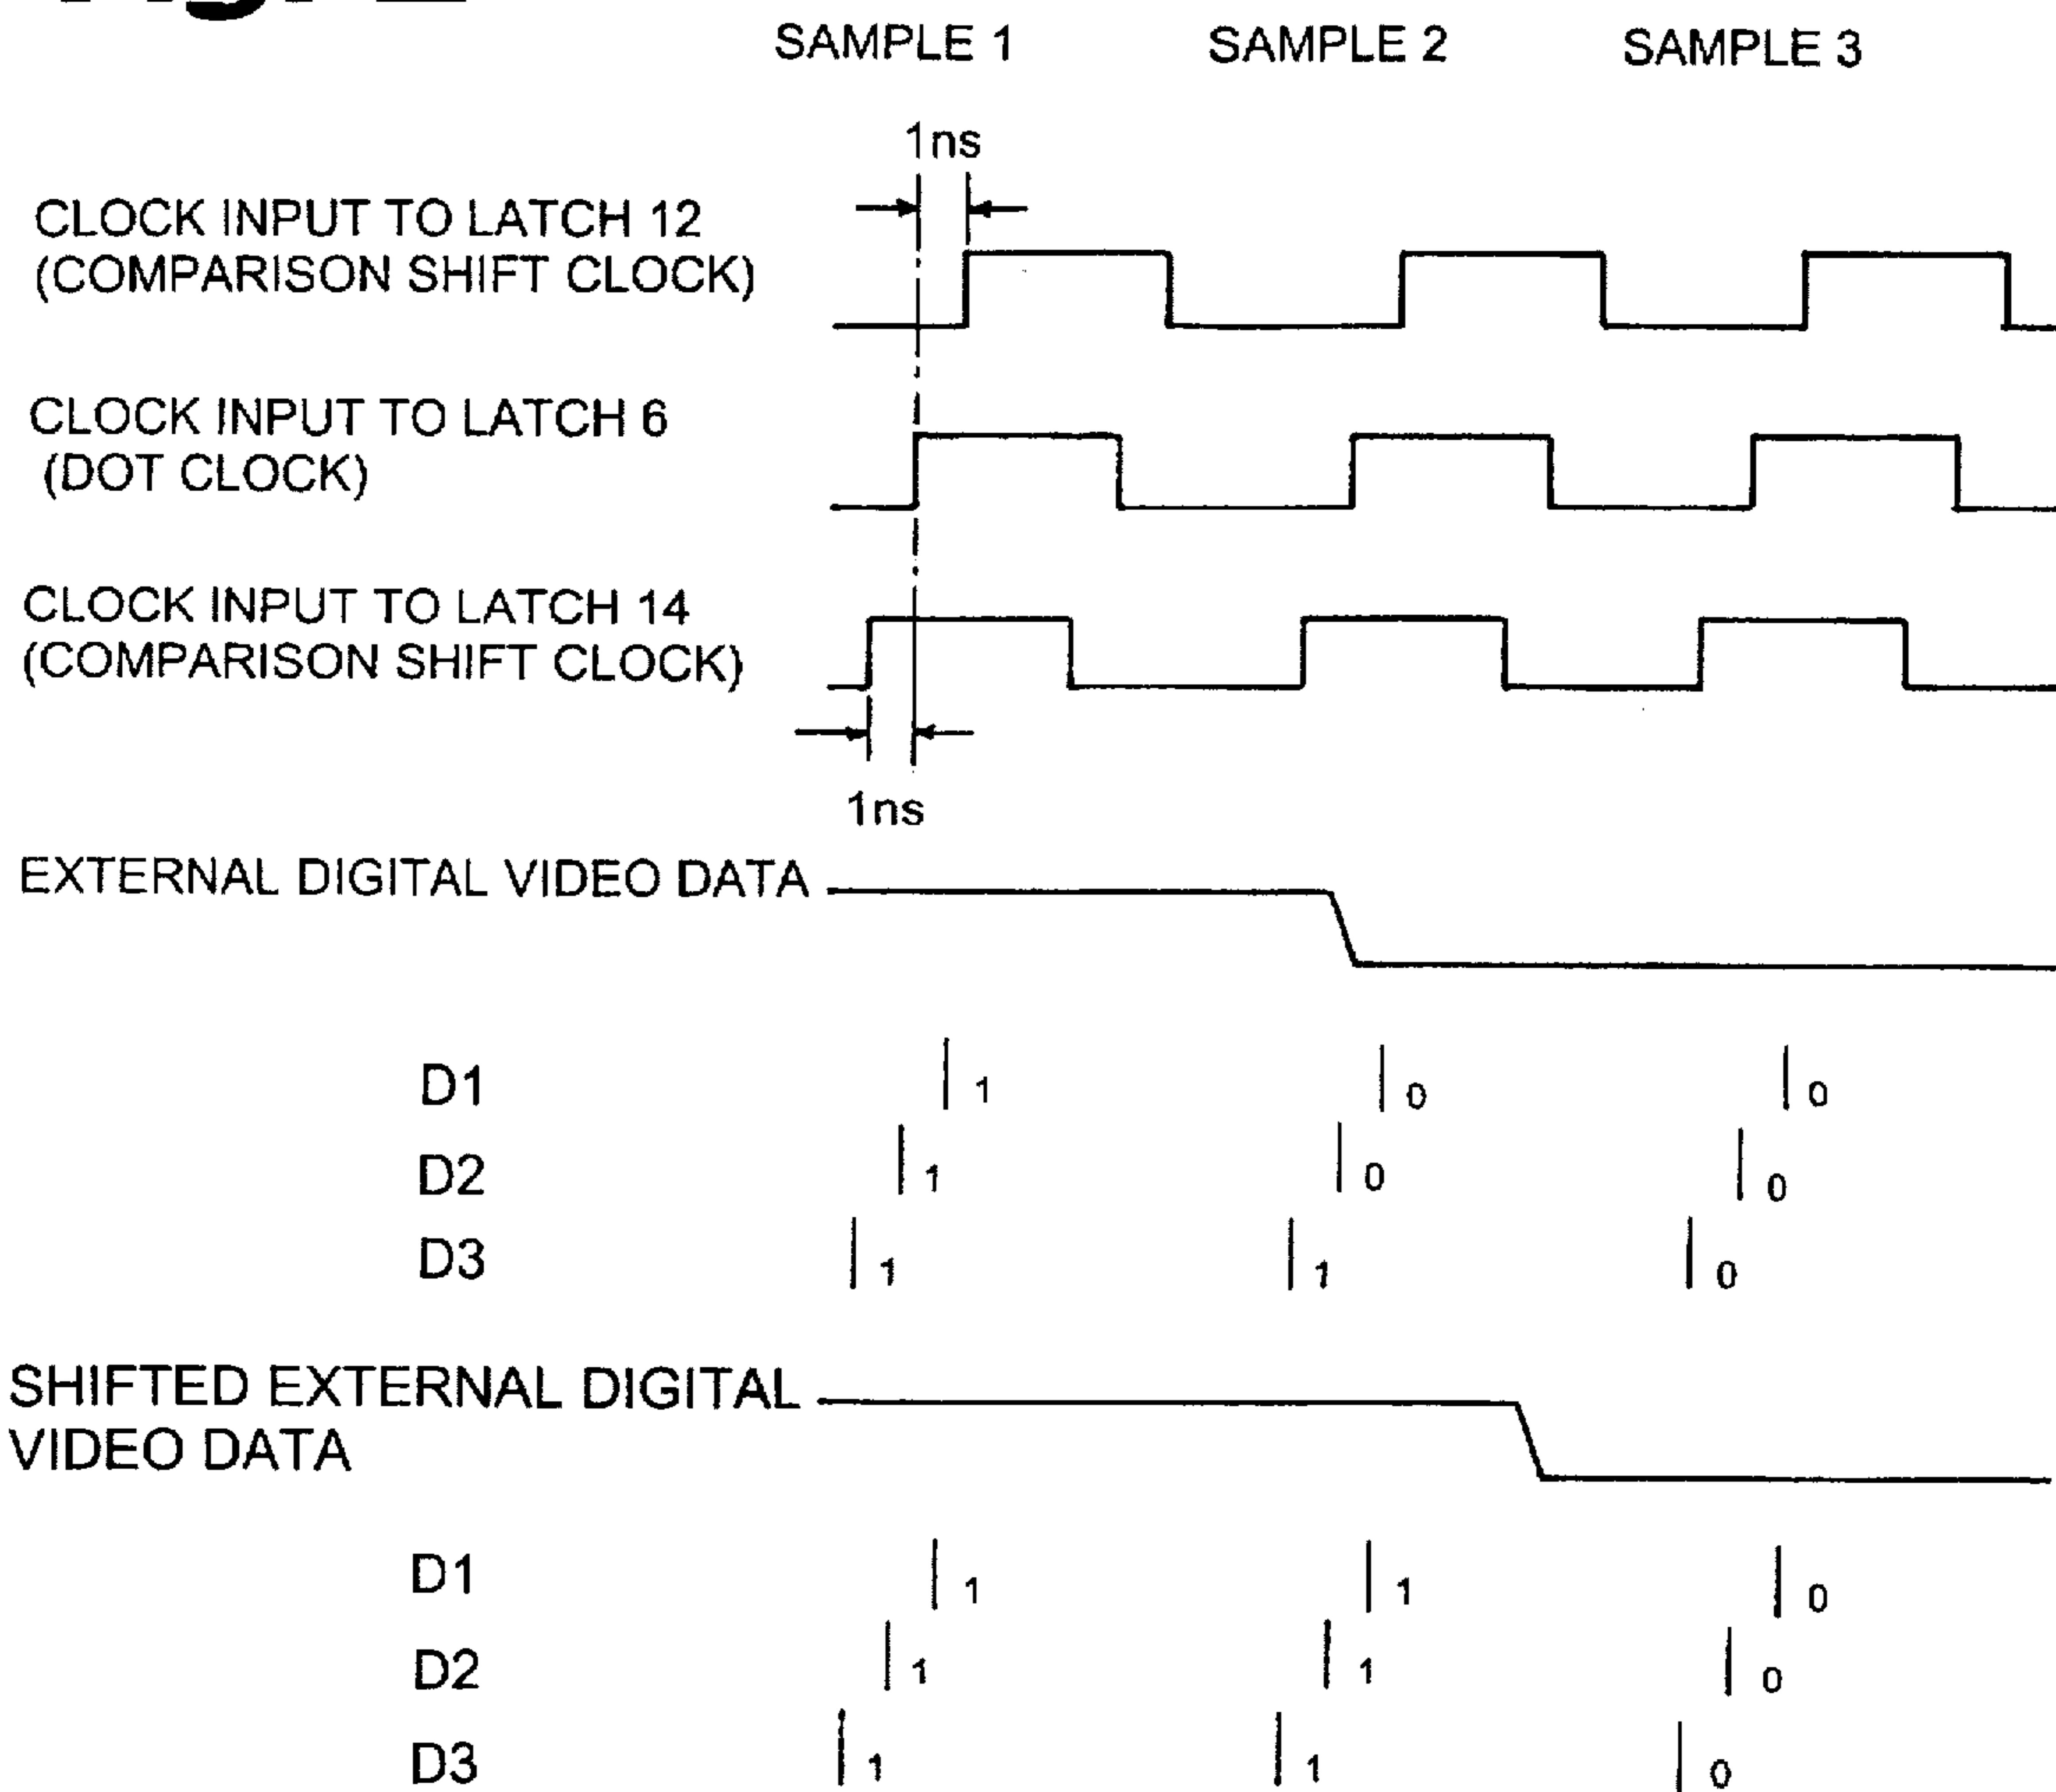 SAMPLE 1 SAMPLE 2 SAMPLE 3
1ns
CLOCK INPUT TO LATCH 12
(COMPARISON SHIFT CLOCK)
CLOCK INPUT TO LATCH 6
(DOT CLOCK)
CLOCK INPUT TO LATCH 14
(COMPARISON SHIFT CLOCK)
1ns
EXTERNAL DIGITAL VIDEO DATA
D1 1 0 0
D2 1 0 0
D3 1 1 0
SHIFTED EXTERNAL DIGITAL
VIDEO DATA
D1 1 1 0
D2 1 1 0
D3 1 1 0